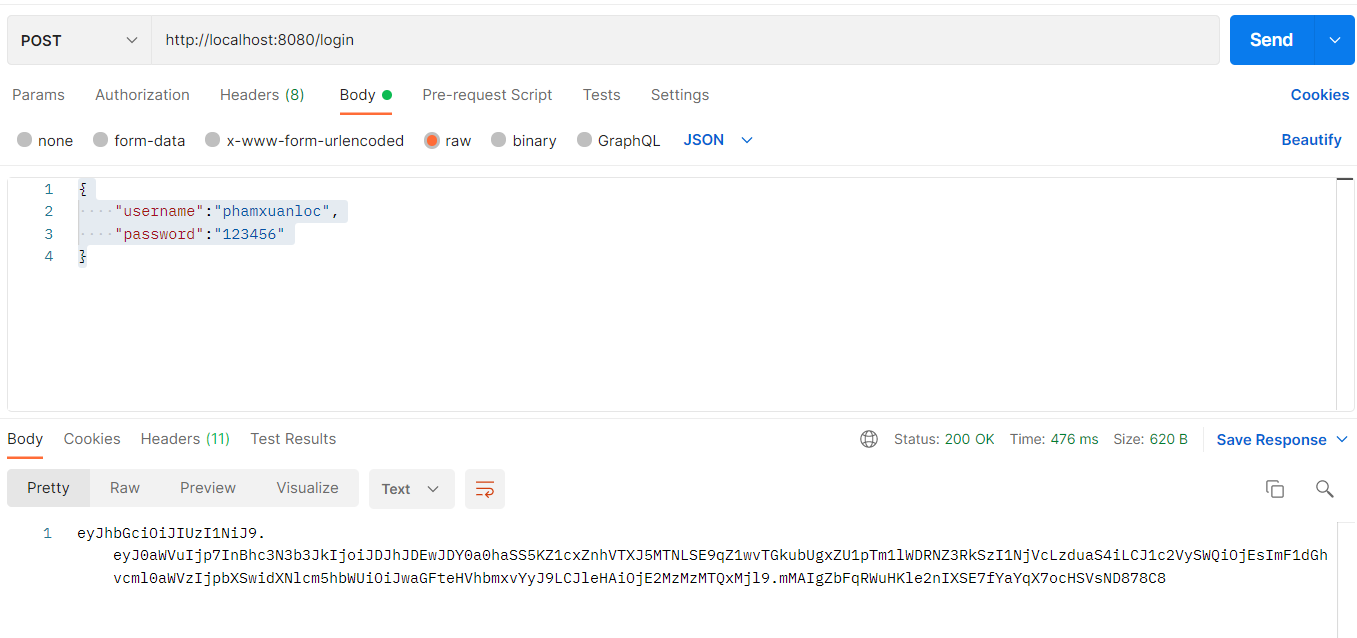 POST http://localhost:8080/login Send
Params Authorization Headers (8) Body Pre-request Script Tests Settings Cookies
none form-data x-www-form-urlencoded raw binary GraphQL JSON Beautify
1 {
2 "username":"phamxuanloc",
3 "password":"123456"
4 }
Body Cookies Headers (11) Test Results Status: 200 OK Time: 476 ms Size: 620 B Save Response
Pretty Raw Preview Visualize Text
1 eyJhbGciOiJIUzI1NiJ9.
eyJ0aWVuIjp7InBhc3N3b3JkIjoiJDJhJDEwJDY0a0haSS5KZ1cxZnhVTXJ5MTNLSE9qZ1wvTGkubUgxZU1pTm1lWDRNZ3RkSzI1NjVcLzduaS4iLCJ1c2VySWQiOjEsImF1dGh
vcml0aWVzIjpbXSwidXNlcm5hbWUiOiJwaGFteHVhbmxvYyJ9LCJleHAiOjE2MzMzMTQxMjl9.mMAIgZbFqRWuHKle2nIXSE7fYaYqX7ocHSVsND878C8